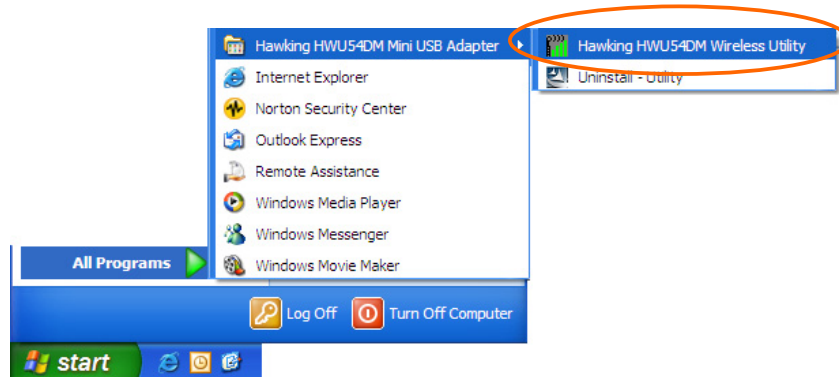 Hawking HWU54DM Mini USB Adapter
Hawking HWU54DM Wireless Utility
Internet Explorer
Uninstall - Utility
Norton Security Center
Outlook Express
Remote Assistance
Windows Media Player
Windows Messenger
Windows Movie Maker
All Programs
Log Off
Turn Off Computer
start